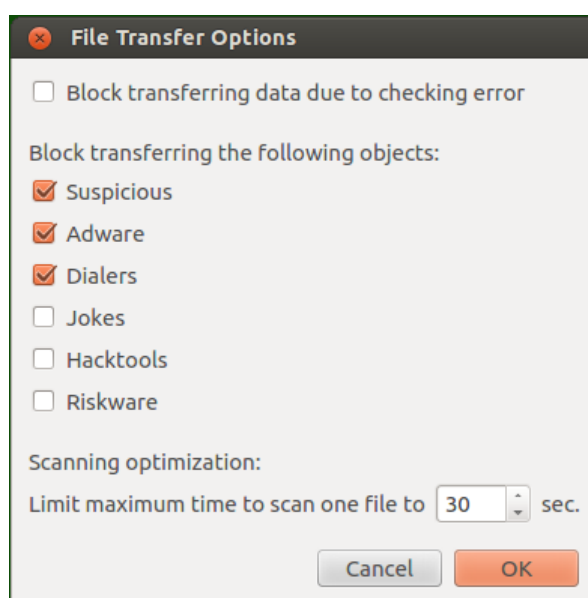 File Transfer Options
Block transferring data due to checking error
Block transferring the following objects:
Suspicious
Adware
Dialers
Jokes
Hacktools
Riskware
Scanning optimization:
Limit maximum time to scan one file to 30 sec.
Cancel OK